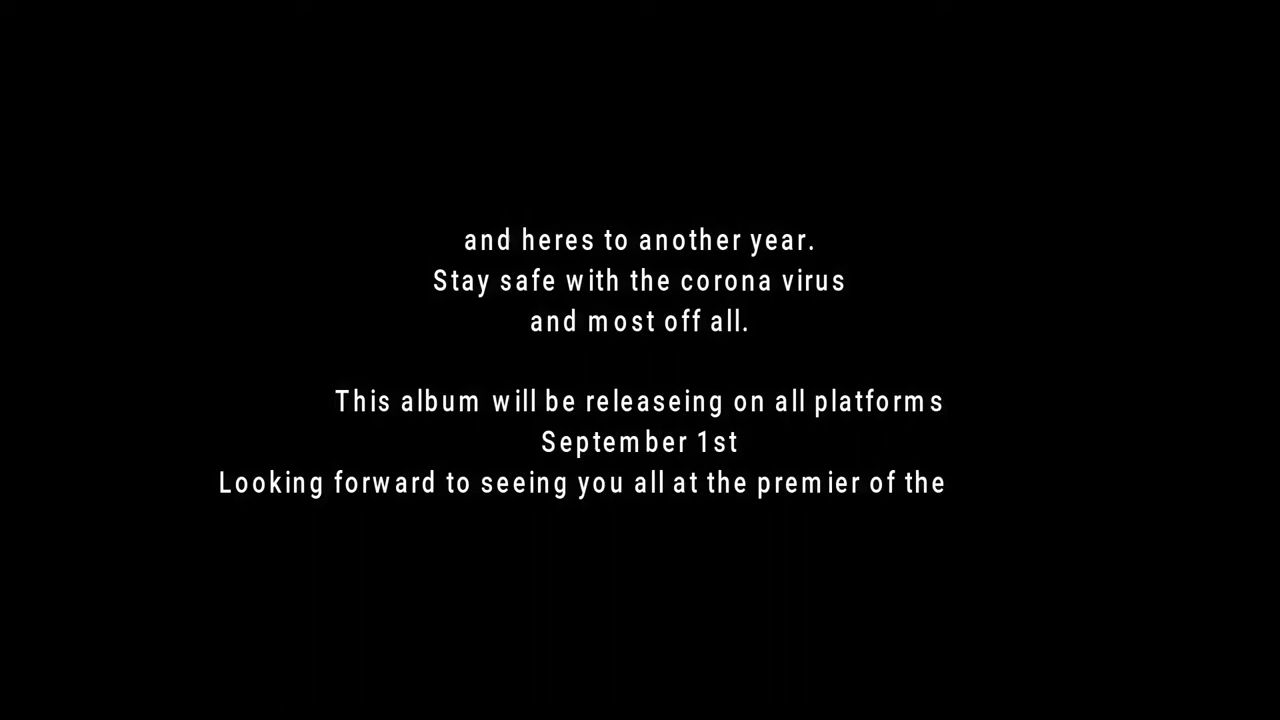 and heres to another year.
Stay safe with the corona virus
and most off all.
This album will be releaseing on all platforms
September 1st
Looking forward to seeing you all at the premier of the